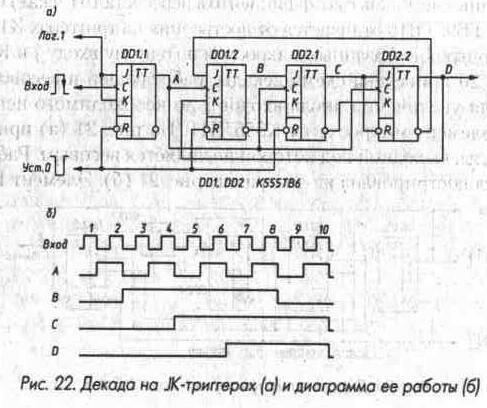 а)
Лог.1
DD1.1
DD1.2
DD2.1
DD2.2
J TT
C
K
R
J TT
C
K
R
J TT
C
K
R
J TT
C
K
R
A
B
C
D
Вход
Уст.0
DD1, DD2 К555ТВ6
б)
1 2 3 4 5 6 7 8 9 10
Вход
A
B
C
D
Рис. 22. Декада на JK-триггерах (а) и диаграмма ее работы (б)